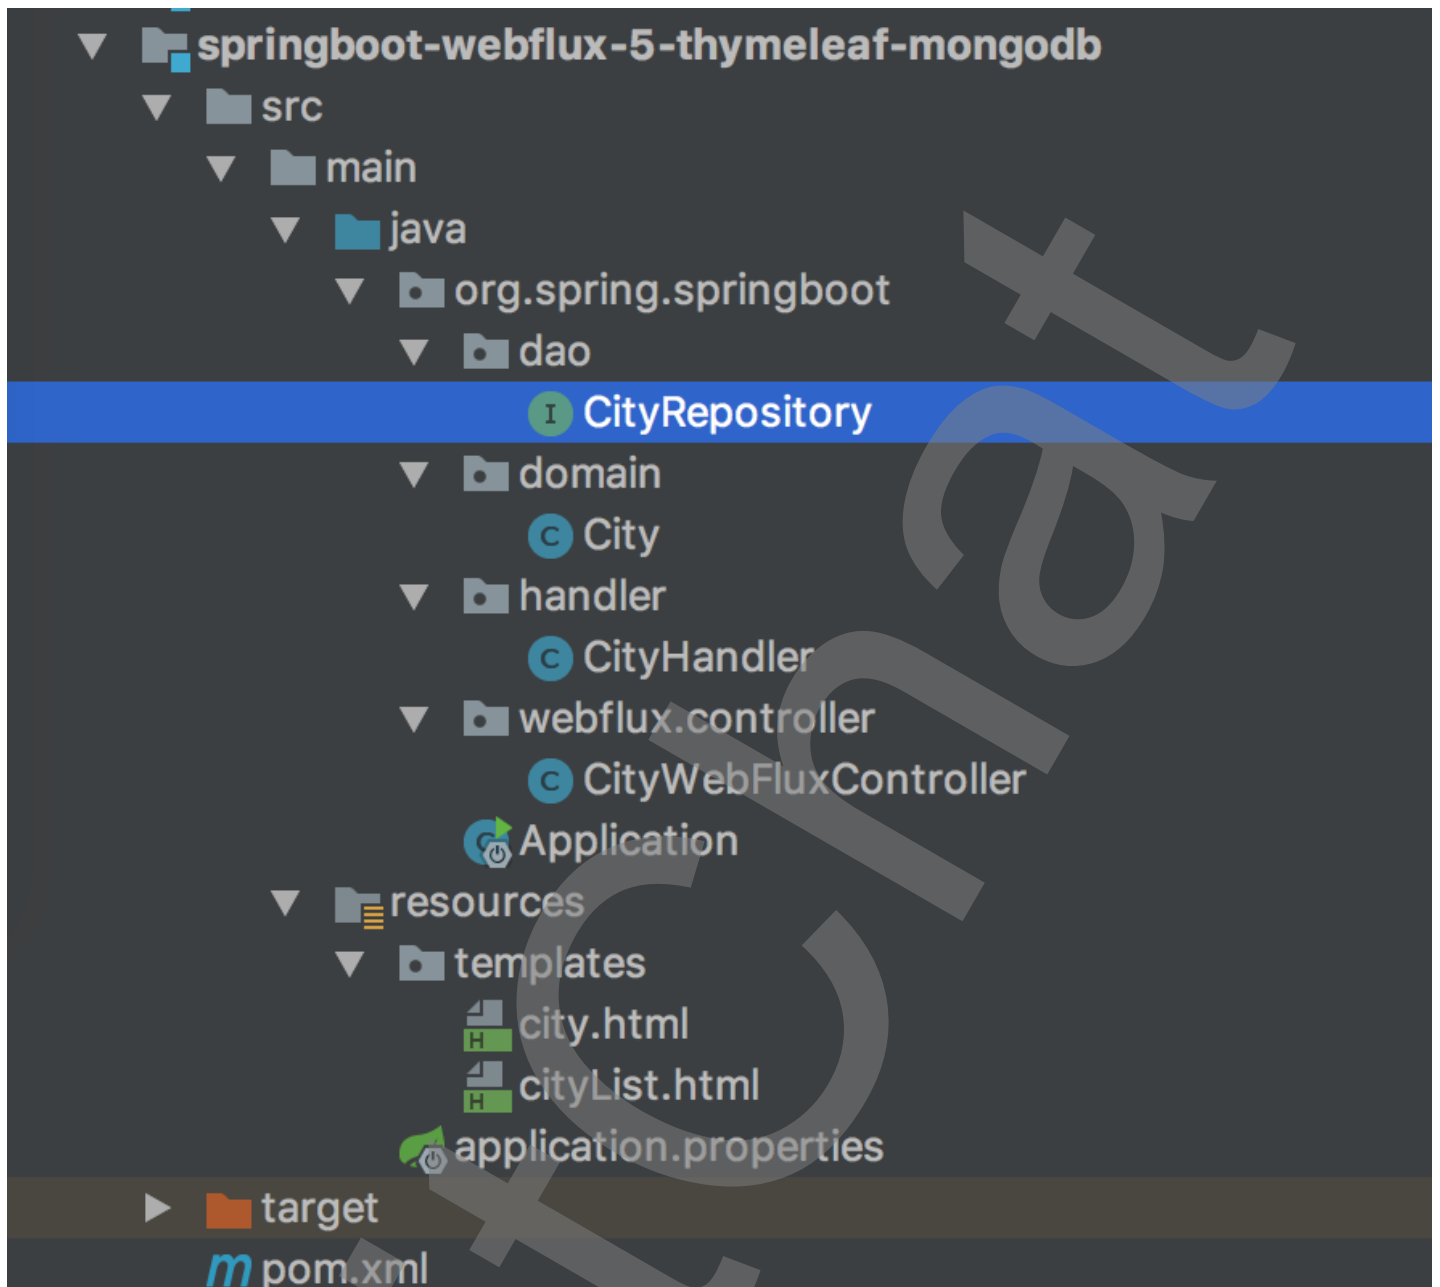 springboot-webflux-5-thymeleaf-mongodb
src
main
java
org.spring.springboot
dao
CityRepository
domain
City
handler
CityHandler
webflux.controller
CityWebFluxController
Application
resources
templates
city.html
cityList.html
application.properties
target
pom.xml
tChat